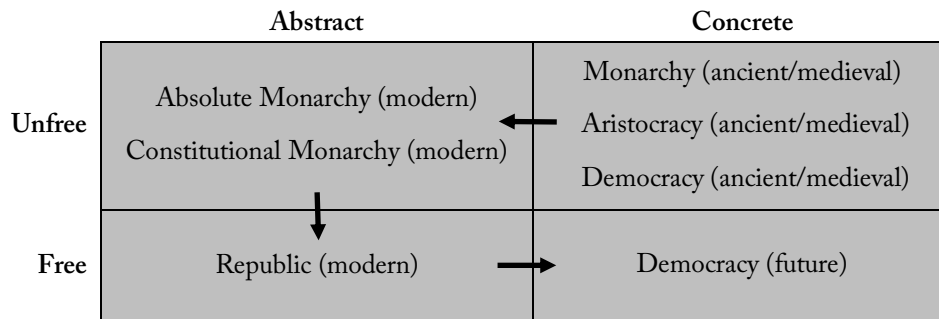 Abstract
Concrete
Unfree
Absolute Monarchy (modern)
Constitutional Monarchy (modern)
Monarchy (ancient/medieval)
Aristocracy (ancient/medieval)
Democracy (ancient/medieval)
Free
Republic (modern)
Democracy (future)